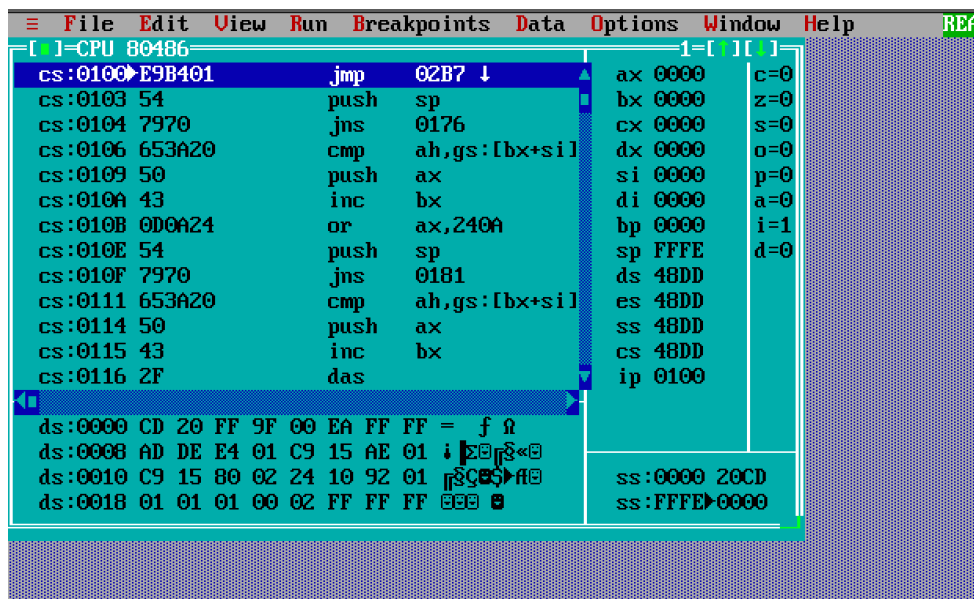 ≡ File Edit View Run Breakpoints Data Options Window Help REA
[■]=CPU 80486 1=[↑][↓]
cs:0100►E9B401 jmp 02B7 ↓ ax 0000 c=0
cs:0103 54 push sp bx 0000 z=0
cs:0104 7970 jns 0176 cx 0000 s=0
cs:0106 653A20 cmp ah,gs:[bx+si] dx 0000 o=0
cs:0109 50 push ax si 0000 p=0
cs:010A 43 inc bx di 0000 a=0
cs:010B 0D0A24 or ax,240A bp 0000 i=1
cs:010E 54 push sp sp FFFE d=0
cs:010F 7970 jns 0181 ds 48DD
cs:0111 653A20 cmp ah,gs:[bx+si] es 48DD
cs:0114 50 push ax ss 48DD
cs:0115 43 inc bx cs 48DD
cs:0116 2F das ip 0100
ds:0000 CD 20 FF 9F 00 EA FF FF = ƒ Ω
ds:0008 AD DE E4 01 C9 15 AE 01 ¡▐Σ☺╔§«☺
ds:0010 C9 15 80 02 24 10 92 01 ╔§Ç☻$►Æ☺ ss:0000 20CD
ds:0018 01 01 01 00 02 FF FF FF ☺☺☺ ☻ ss:FFFE►0000